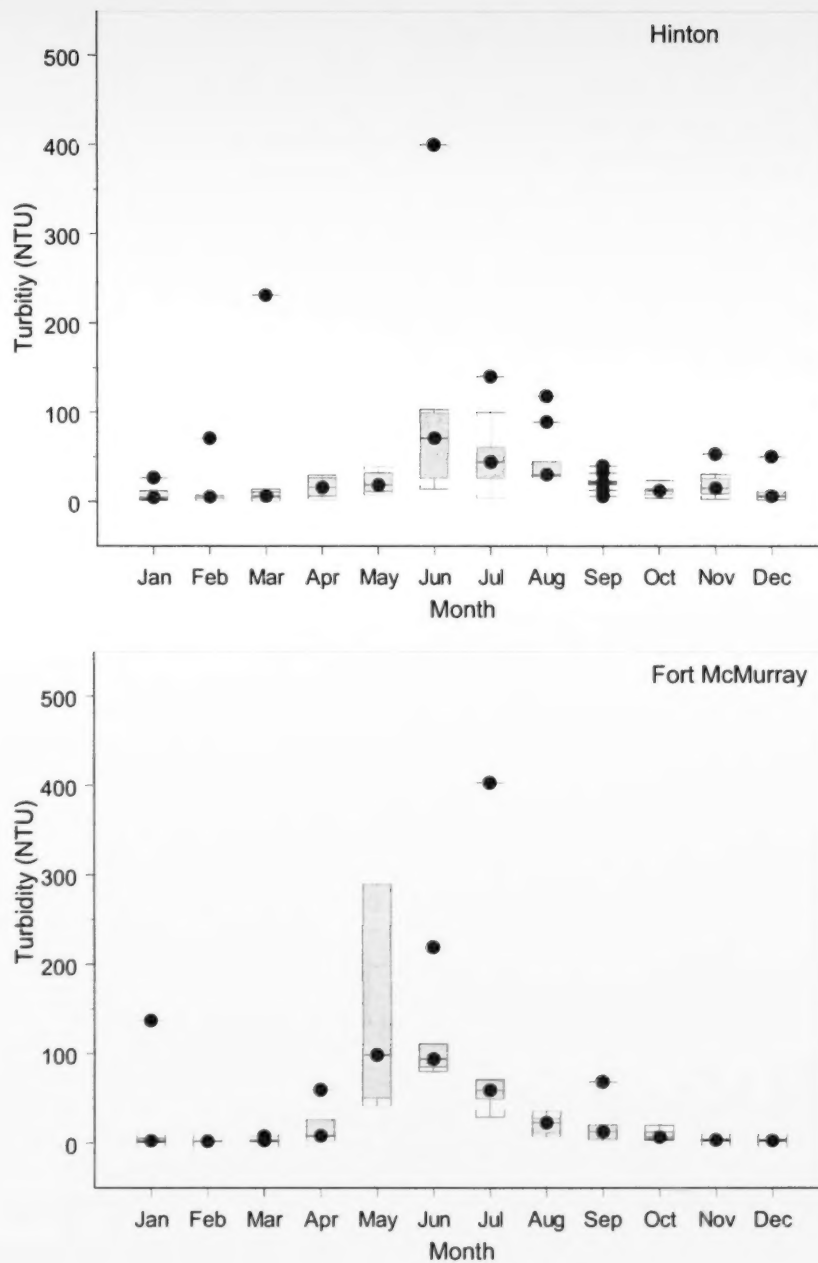 Hinton
500
400
300
200
100
0
Turbitiy (NTU)
Jan Feb Mar Apr May Jun Jul Aug Sep Oct Nov Dec
Month
Fort McMurray
500
400
300
200
100
0
Turbidity (NTU)
Jan Feb Mar Apr May Jun Jul Aug Sep Oct Nov Dec
Month